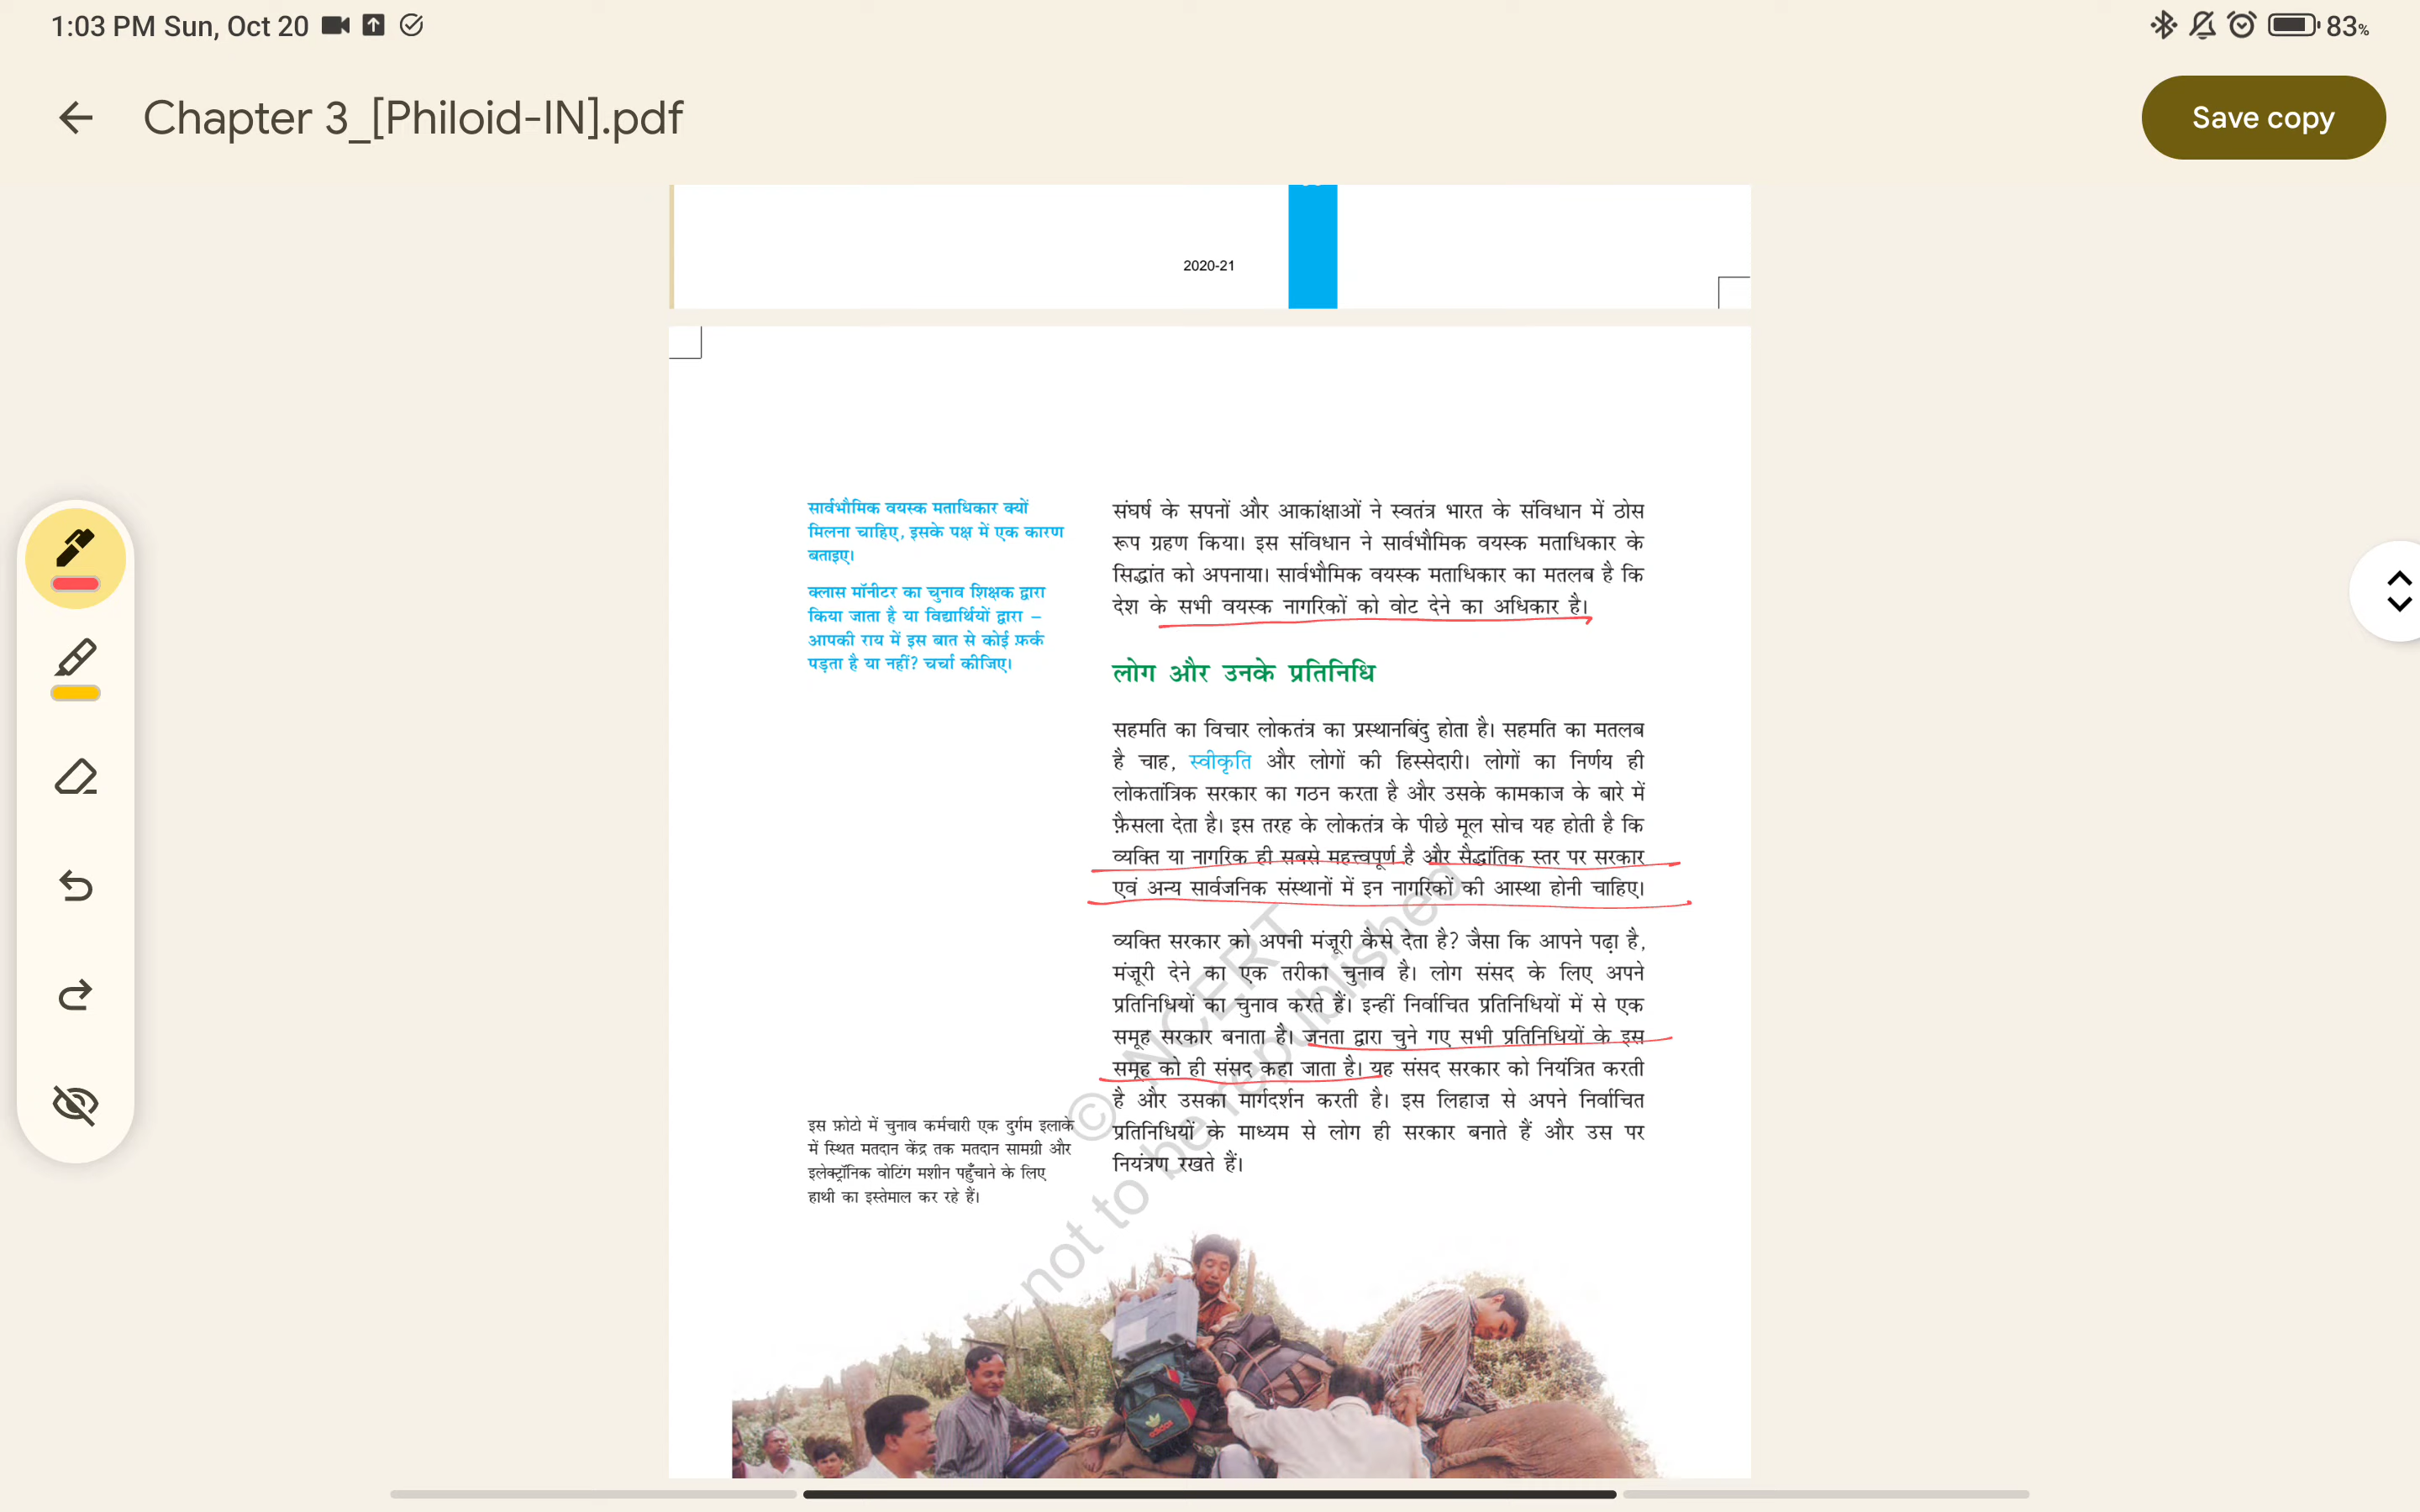 1:03 PM Sun, Oct 20
83%
Chapter 3_[Philoid-IN].pdf
Save copy
2020-21
सार्वभौमिक वयस्क मताधिकार क्यों
मिलना चाहिए, इसके पक्ष में एक कारण
बताइए।
क्लास मॉनीटर का चुनाव शिक्षक द्वारा
किया जाता है या विद्यार्थियों द्वारा –
आपकी राय में इस बात से कोई फ़र्क
पड़ता है या नहीं? चर्चा कीजिए।
संघर्ष के सपनों और आकांक्षाओं ने स्वतंत्र भारत के संविधान में ठोस
रूप ग्रहण किया। इस संविधान ने सार्वभौमिक वयस्क मताधिकार के
सिद्धांत को अपनाया। सार्वभौमिक वयस्क मताधिकार का मतलब है कि
देश के सभी वयस्क नागरिकों को वोट देने का अधिकार है।
लोग और उनके प्रतिनिधि
सहमति का विचार लोकतंत्र का प्रस्थानबिंदु होता है। सहमति का मतलब
है चाह, स्वीकृति और लोगों की हिस्सेदारी। लोगों का निर्णय ही
लोकतांत्रिक सरकार का गठन करता है और उसके कामकाज के बारे में
फ़ैसला देता है। इस तरह के लोकतंत्र के पीछे मूल सोच यह होती है कि
व्यक्ति या नागरिक ही सबसे महत्त्वपूर्ण है और सैद्धांतिक स्तर पर सरकार
एवं अन्य सार्वजनिक संस्थानों में इन नागरिकों की आस्था होनी चाहिए।
व्यक्ति सरकार को अपनी मंज़ूरी कैसे देता है? जैसा कि आपने पढ़ा है,
मंज़ूरी देने का एक तरीका चुनाव है। लोग संसद के लिए अपने
प्रतिनिधियों का चुनाव करते हैं। इन्हीं निर्वाचित प्रतिनिधियों में से एक
समूह सरकार बनाता है। जनता द्वारा चुने गए सभी प्रतिनिधियों के इस
समूह को ही संसद कहा जाता है। यह संसद सरकार को नियंत्रित करती
है और उसका मार्गदर्शन करती है। इस लिहाज़ से अपने निर्वाचित
प्रतिनिधियों के माध्यम से लोग ही सरकार बनाते हैं और उस पर
नियंत्रण रखते हैं।
इस फ़ोटो में चुनाव कर्मचारी एक दुर्गम इलाके
में स्थित मतदान केंद्र तक मतदान सामग्री और
इलेक्ट्रॉनिक वोटिंग मशीन पहुँचाने के लिए
हाथी का इस्तेमाल कर रहे हैं।
© NCERT
not to be republished
adidas